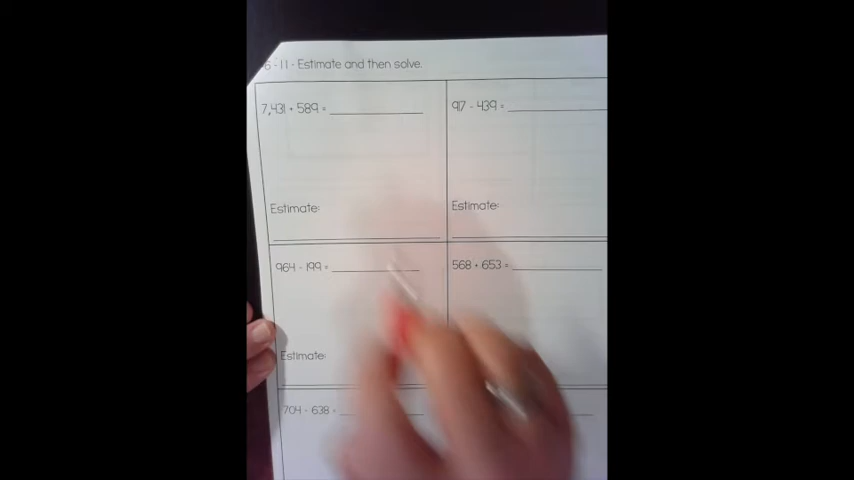 6-11 - Estimate and then solve.
7,431 + 589 =
917 - 439 =
Estimate:
Estimate:
964 - 199 =
568 + 653 =
Estimate:
704 - 638 =